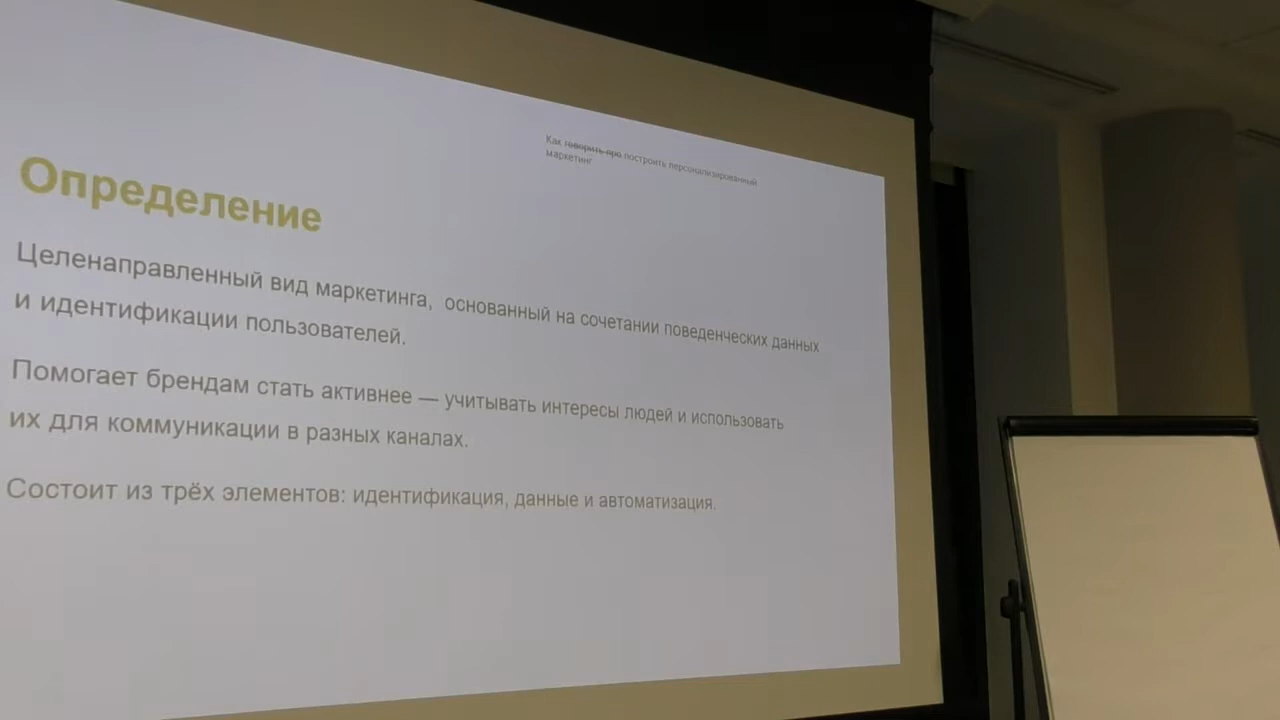 Как говорить про построить персонализированный
маркетинг
Определение
Целенаправленный вид маркетинга, основанный на сочетании поведенческих данных
и идентификации пользователей.
Помогает брендам стать активнее — учитывать интересы людей и использовать
их для коммуникации в разных каналах.
Состоит из трёх элементов: идентификация, данные и автоматизация.